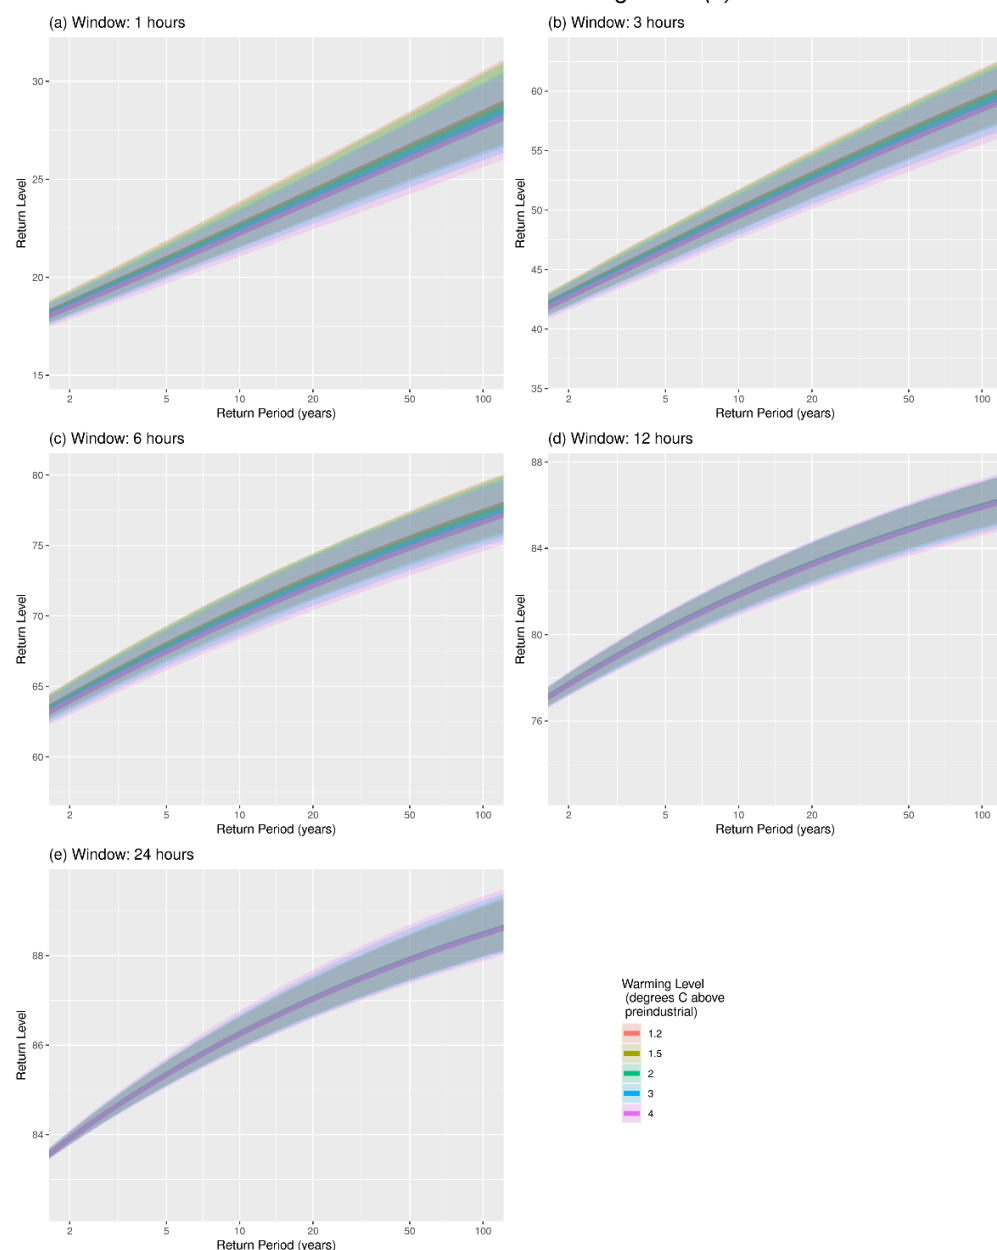 (a) Window: 1 hours
30
25
20
15
Return Level
2 5 10 20 50 100
Return Period (years)
(b) Window: 3 hours
60
55
50
45
40
35
Return Level
2 5 10 20 50 100
Return Period (years)
(c) Window: 6 hours
80
75
70
65
60
Return Level
2 5 10 20 50 100
Return Period (years)
(d) Window: 12 hours
88
84
80
76
Return Level
2 5 10 20 50 100
Return Period (years)
(e) Window: 24 hours
88
86
84
Return Level
2 5 10 20 50 100
Return Period (years)
Warming Level
(degrees C above
preindustrial)
1.2
1.5
2
3
4